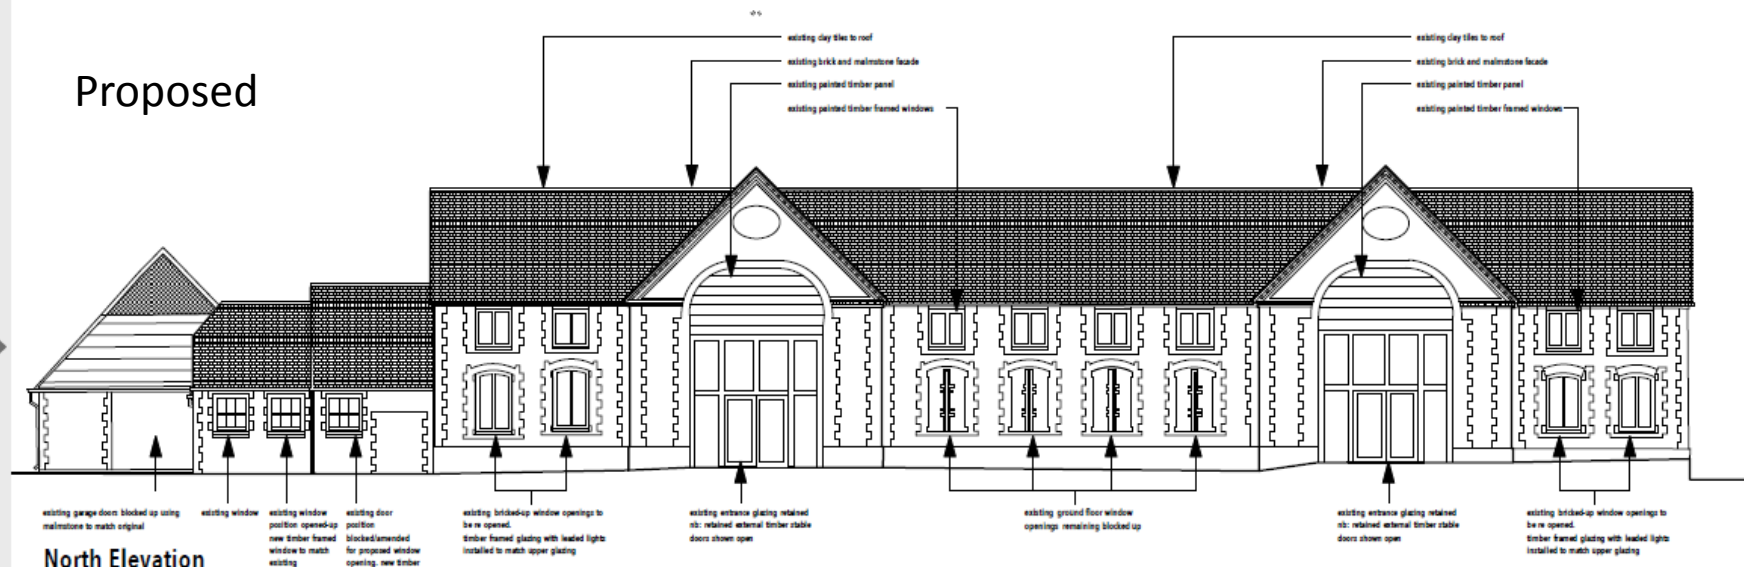 Proposed
existing clay tiles to roof
existing brick and malmstone facade
existing painted timber panel
existing painted timber framed windows
existing clay tiles to roof
existing brick and malmstone facade
existing painted timber panel
existing painted timber framed windows
existing garage doors blocked up using
malmstone to match original
existing window
existing window
position opened-up
new timber framed
window to match
existing
existing door
position
blocked/amended
for proposed window
opening. new timber
existing bricked-up window openings to
be re opened.
timber framed glazing with leaded lights
installed to match upper glazing
existing entrance glazing retained
nb: retained external timber stable
doors shown open
existing ground floor window
openings remaining blocked up
existing entrance glazing retained
nb: retained external timber stable
doors shown open
existing bricked-up window openings to
be re opened.
timber framed glazing with leaded lights
installed to match upper glazing
North Elevation